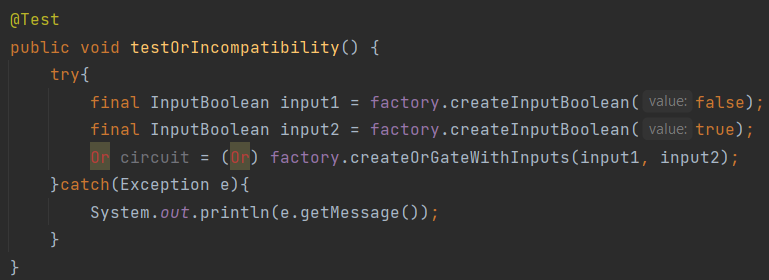 @Test
public void testOrIncompatibility() {
    try{
        final InputBoolean input1 = factory.createInputBoolean( value: false);
        final InputBoolean input2 = factory.createInputBoolean( value: true);
        Or circuit = (Or) factory.createOrGateWithInputs(input1, input2);
    }catch(Exception e){
        System.out.println(e.getMessage());
    }
}